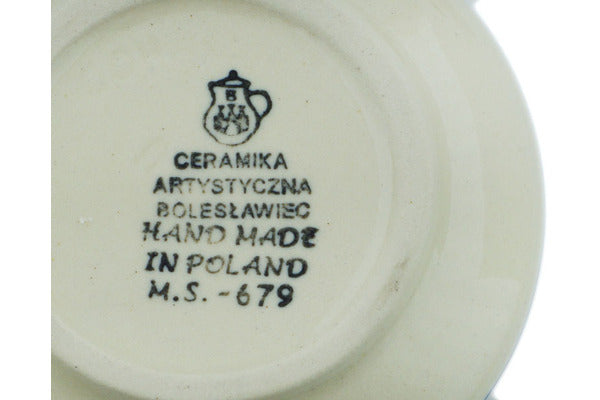 B
CERAMIKA
ARTYSTYCZNA
BOLESŁAWIEC
HAND MADE
IN POLAND
M.S. - 679